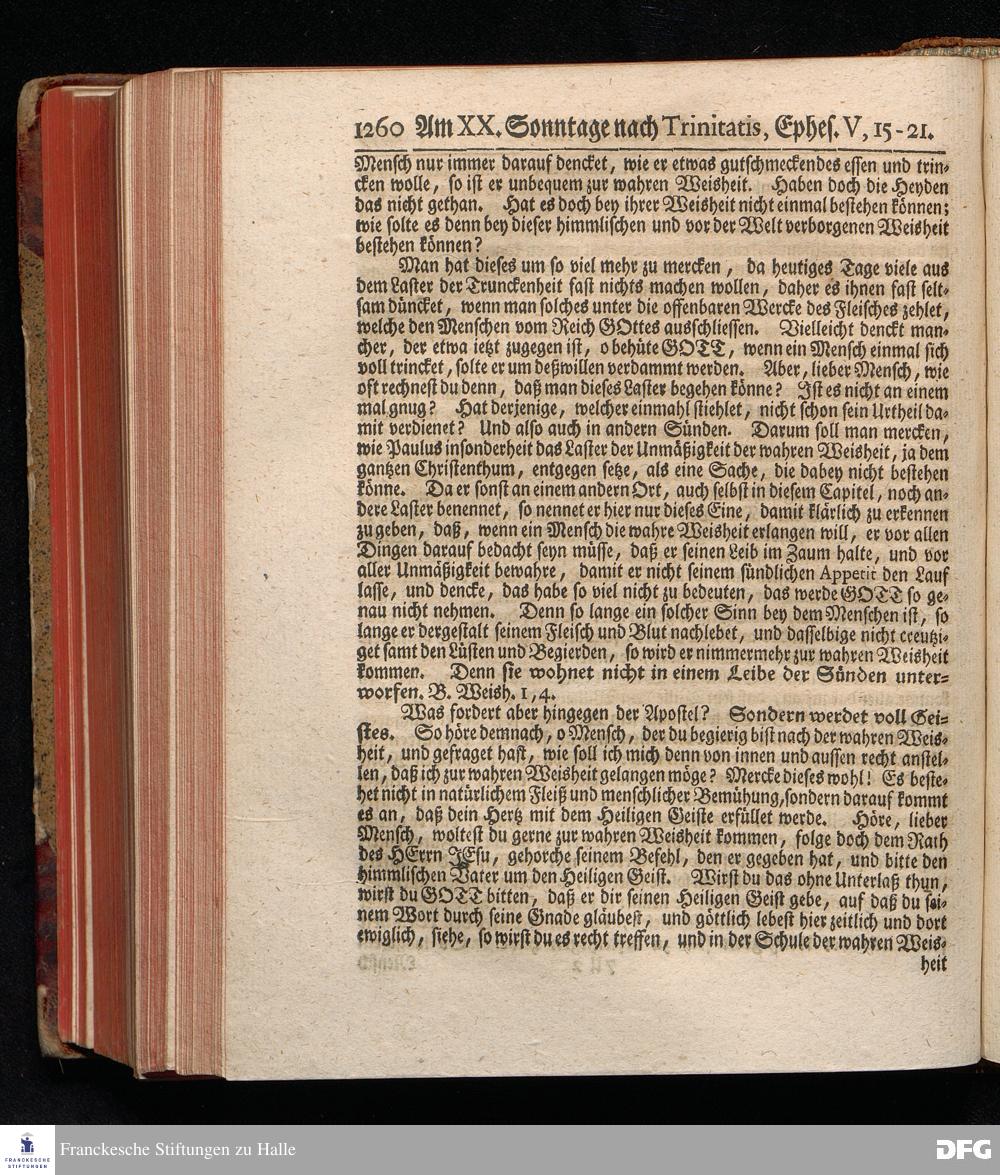 1260 Am XX. Sonntage nach Trinitatis, Ephes. V, 15-21.
Mensch nur immer darauf dencket, wie er etwas gutschmeckendes essen und trin-
cken wolle, so ist er unbequem zur wahren Weisheit. Haben doch die Heyden
das nicht gethan. Hat es doch bey ihrer Weisheit nicht einmal bestehen können;
wie solte es denn bey dieser himmlischen und vor der Welt verborgenen Weisheit
bestehen können?
Man hat dieses um so viel mehr zu mercken, da heutiges Tage viele aus
dem Laster der Trunckenheit fast nichts machen wollen, daher es ihnen fast selt-
sam düncket, wenn man solches unter die offenbaren Wercke des Fleisches zehlet,
welche den Menschen vom Reich GOttes ausschliessen. Vielleicht denckt man-
cher, der etwa ietzt zugegen ist, o behüte GOTT, wenn ein Mensch einmal sich
voll trincket, solte er um deßwillen verdammt werden. Aber, lieber Mensch, wie
oft rechnest du denn, daß man dieses Laster begehen könne? Ist es nicht an einem
mal gnug? Hat derjenige, welcher einmahl stiehlet, nicht schon sein Urtheil da-
mit verdienet? Und also auch in andern Sünden. Darum soll man mercken,
wie Paulus insonderheit das Laster der Unmäßigkeit der wahren Weisheit, ja dem
gantzen Christenthum, entgegen setze, als eine Sache, die dabey nicht bestehen
könne. Da er sonst an einem andern Ort, auch selbst in diesem Capitel, noch an-
dere Laster benennet, so nennet er hier nur dieses Eine, damit klärlich zu erkennen
zu geben, daß, wenn ein Mensch die wahre Weisheit erlangen will, er vor allen
Dingen darauf bedacht seyn müsse, daß er seinen Leib im Zaum halte, und vor
aller Unmäßigkeit bewahre, damit er nicht seinem sündlichen Appetit den Lauf
lasse, und dencke, das habe so viel nicht zu bedeuten, das werde GOTT so ge-
nau nicht nehmen. Denn so lange ein solcher Sinn bey dem Menschen ist, so
lange er dergestalt seinem Fleisch und Blut nachlebet, und dasselbige nicht creutzi-
get samt den Lüsten und Begierden, so wird er nimmermehr zur wahren Weisheit
kommen. Denn sie wohnet nicht in einem Leibe der Sünden unter-
worfen. B. Weish. 1, 4.
Was fordert aber hingegen der Apostel? Sondern werdet voll Gei-
stes. So höre demnach, o Mensch, der du begierig bist nach der wahren Weis-
heit, und gefraget hast, wie soll ich mich denn von innen und aussen recht anstel-
len, daß ich zur wahren Weisheit gelangen möge? Mercke dieses wohl! Es beste-
het nicht in natürlichem Fleiß und menschlicher Bemühung, sondern darauf kommt
es an, daß dein Hertz mit dem Heiligen Geiste erfüllet werde. Höre, lieber
Mensch, woltest du gerne zur wahren Weisheit kommen, folge doch dem Rath
des HErrn JEsu, gehorche seinem Befehl, den er gegeben hat, und bitte den
himmlischen Vater um den Heiligen Geist. Wirst du das ohne Unterlaß thun,
wirst du GOTT bitten, daß er dir seinen Heiligen Geist gebe, auf daß du sei-
nem Wort durch seine Gnade gläubest, und göttlich lebest hier zeitlich und dort
ewiglich, siehe, so wirst du es recht treffen, und in der Schule der wahren Weis-
heit
FRANCKESCHE
STIFTUNGEN
Franckesche Stiftungen zu Halle
DFG